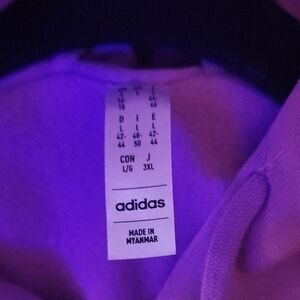 D I E
L L L
42- 48- 42-
44 50 44
CDN J
L/G 3XL
adidas
MADE IN
MYANMAR